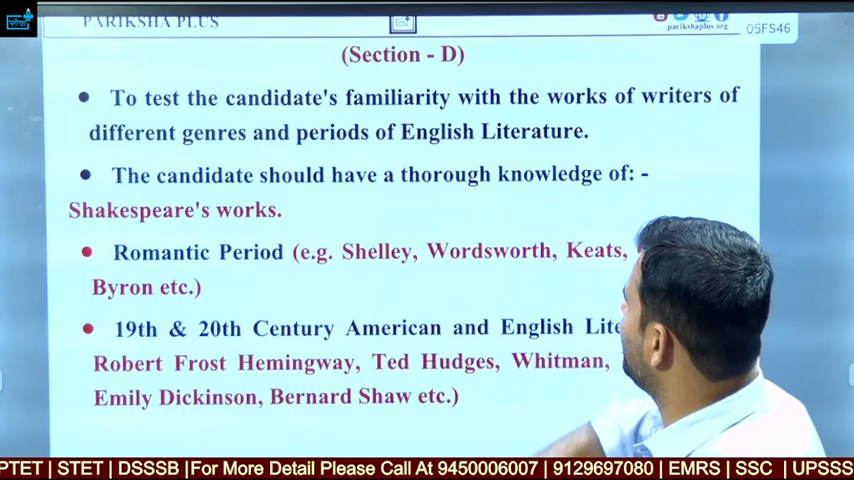 परीक्षा
PARIKSHA PLUS
parikshaplus.org
05FS46
(Section - D)
To test the candidate's familiarity with the works of writers of
different genres and periods of English Literature.
The candidate should have a thorough knowledge of: -
Shakespeare's works.
Romantic Period (e.g. Shelley, Wordsworth, Keats,
Byron etc.)
19th & 20th Century American and English
Robert Frost Hemingway, Ted Hudges, Whitman,
Emily Dickinson, Bernard Shaw etc.)
PTET | STET | DSSSB |For More Detail Please Call At 9450006007 | 9129697080 | EMRS | SSC | UPSSS